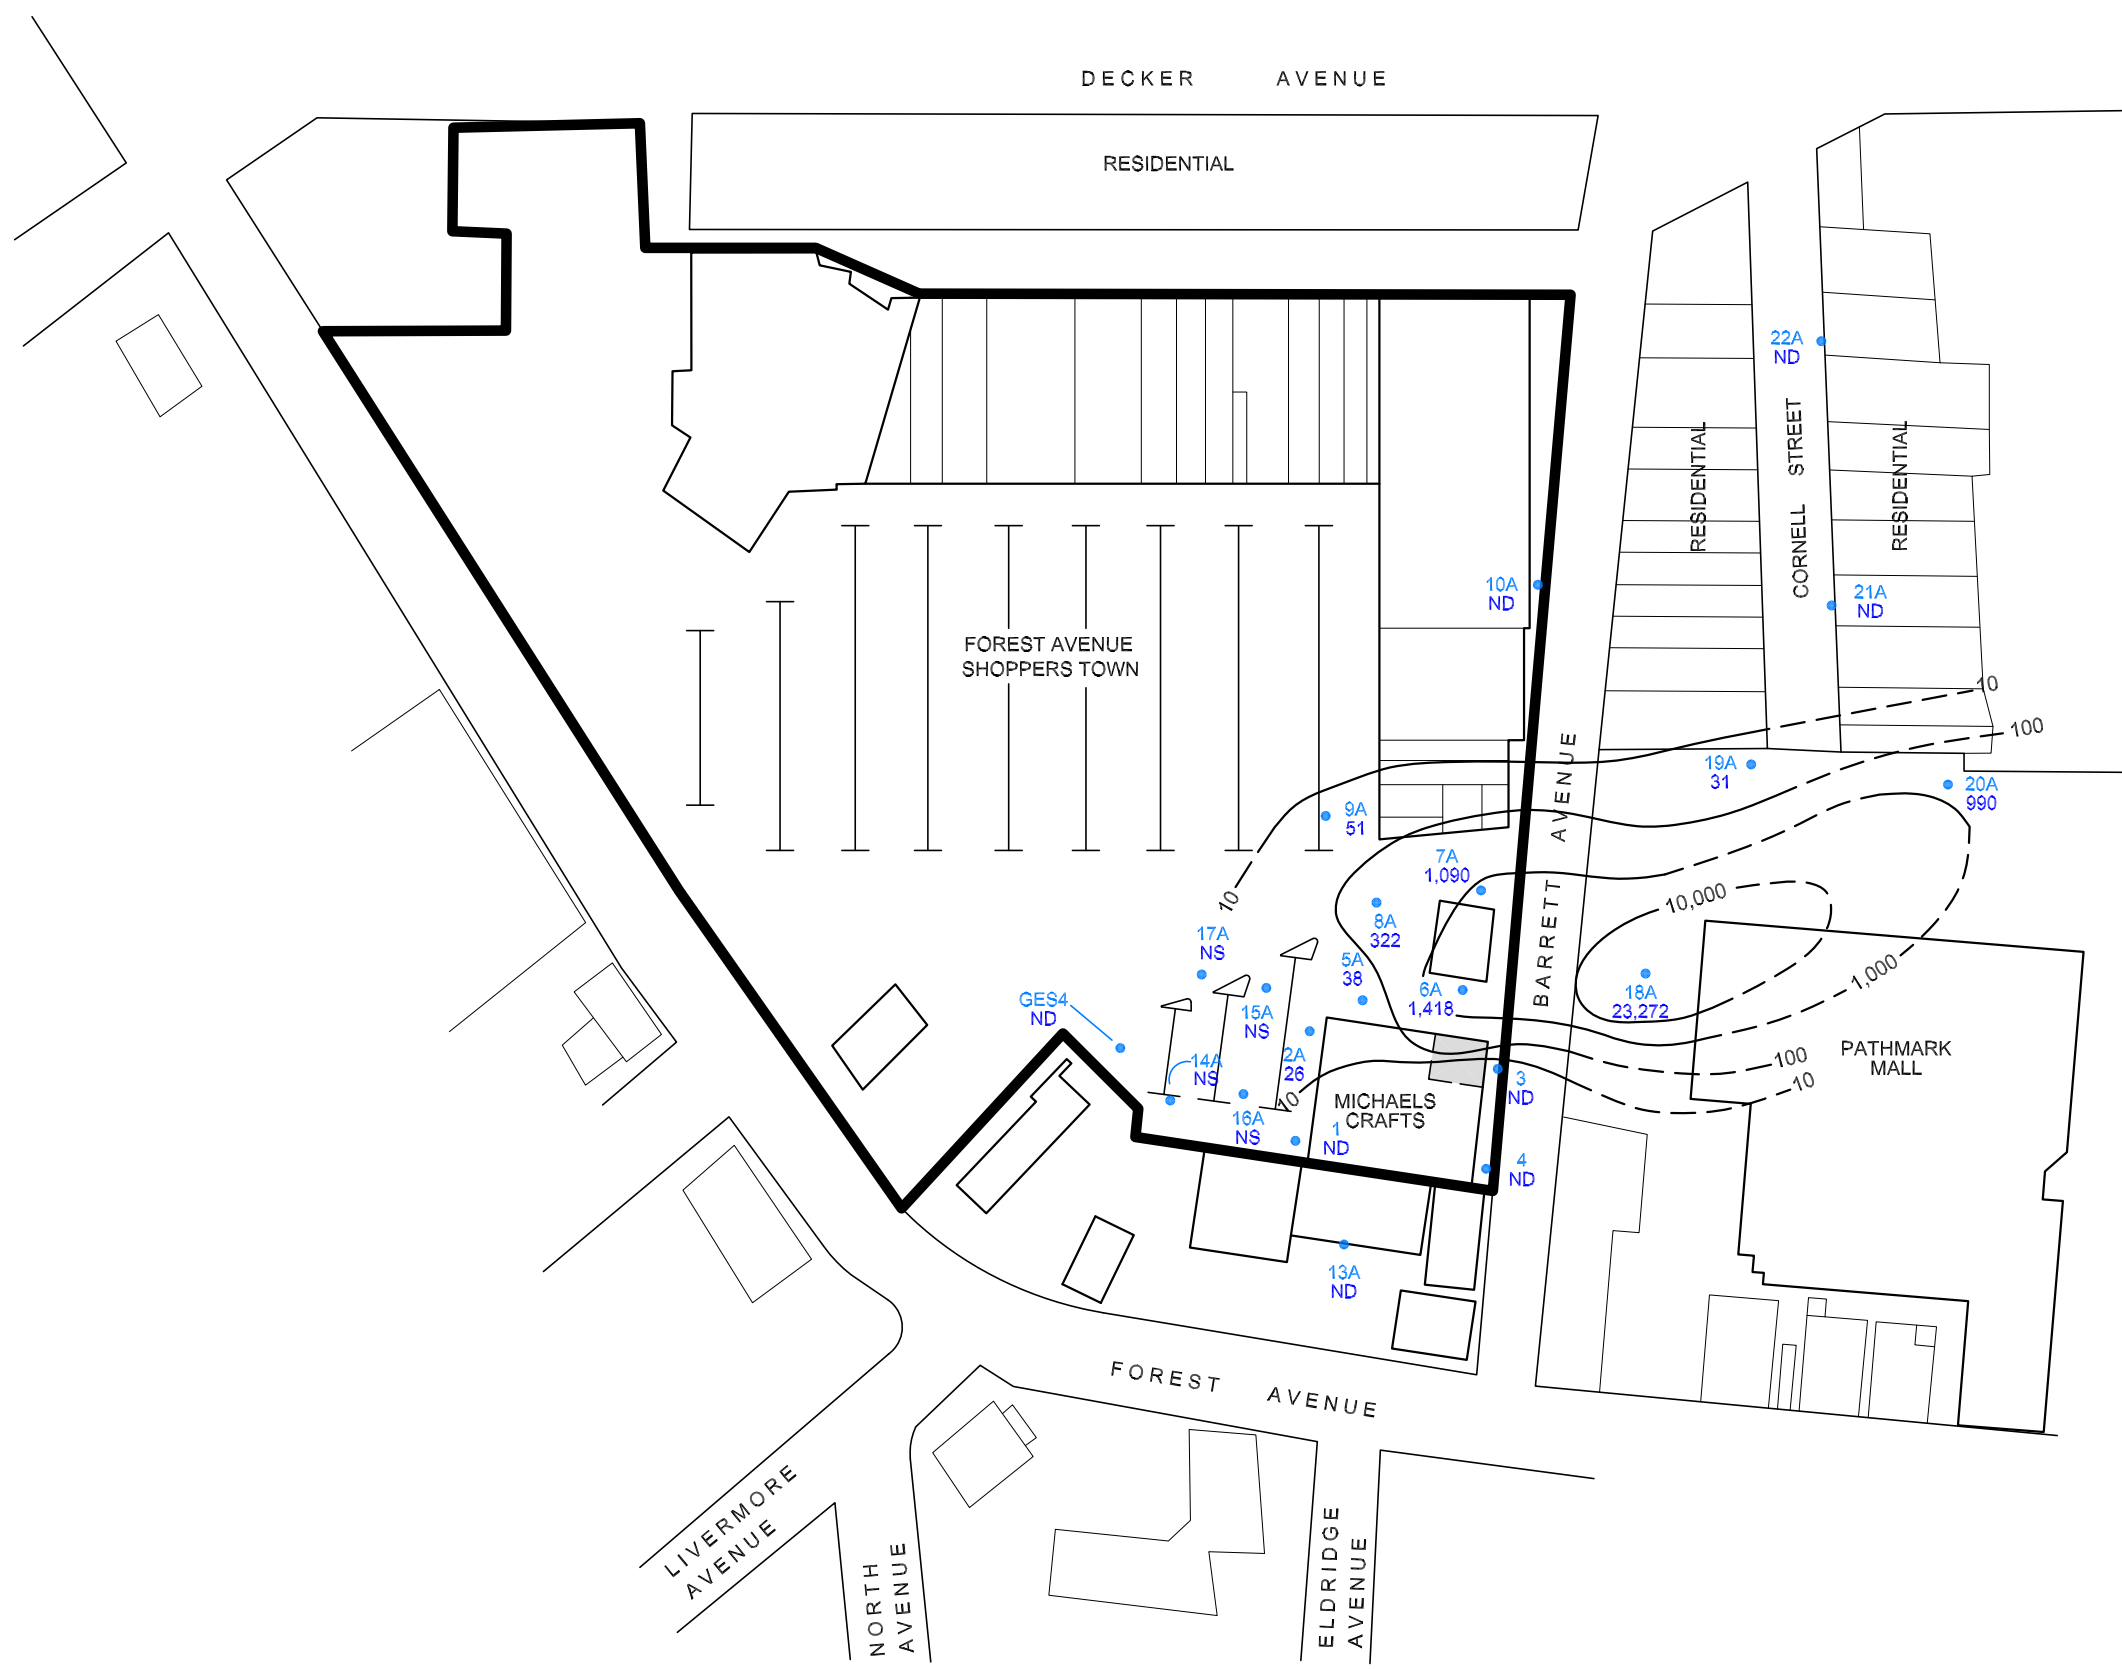 DECKER AVENUE
RESIDENTIAL
22A
ND
RESIDENTIAL
CORNELL STREET
RESIDENTIAL
10A
ND
21A
ND
FOREST AVENUE
SHOPPERS TOWN
10
100
BARRETT AVENUE
19A
31
20A
990
9A
51
7A
1,090
10
10,000
8A
322
17A
NS
5A
38
1,000
6A
1,418
18A
23,272
GES4
ND
15A
NS
14A
NS
2A
26
100
10
PATHMARK
MALL
3
ND
10
MICHAELS
CRAFTS
16A
NS
1
ND
4
ND
13A
ND
FOREST AVENUE
LIVERMORE
AVENUE
NORTH
AVENUE
ELDRIDGE
AVENUE